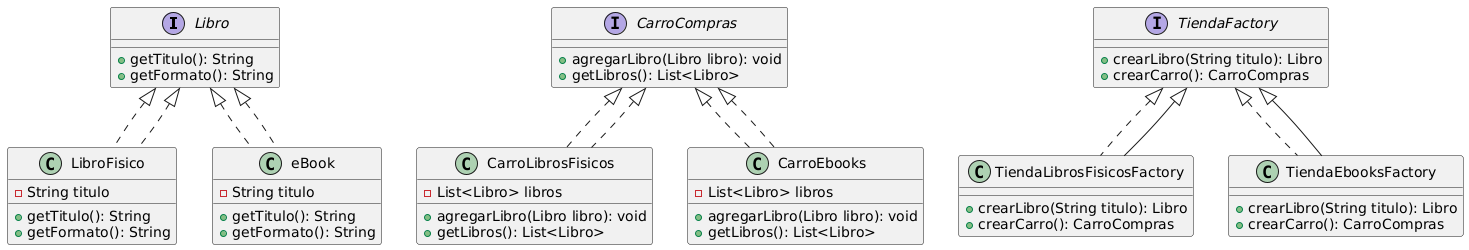 I Libro
+ getTitulo(): String
+ getFormato(): String
I CarroCompras
+ agregarLibro(Libro libro): void
+ getLibros(): List<Libro>
I TiendaFactory
+ crearLibro(String titulo): Libro
+ crearCarro(): CarroCompras
C LibroFisico
String titulo
getTitulo(): String
getFormato(): String
C eBook
String titulo
getTitulo(): String
getFormato(): String
C CarroLibrosFisicos
List<Libro> libros
agregarLibro(Libro libro): void
getLibros(): List<Libro>
C CarroEbooks
List<Libro> libros
agregarLibro(Libro libro): void
getLibros(): List<Libro>
C TiendaLibrosFisicosFactory
crearLibro(String titulo): Libro
crearCarro(): CarroCompras
C TiendaEbooksFactory
crearLibro(String titulo): Libro
crearCarro(): CarroCompras